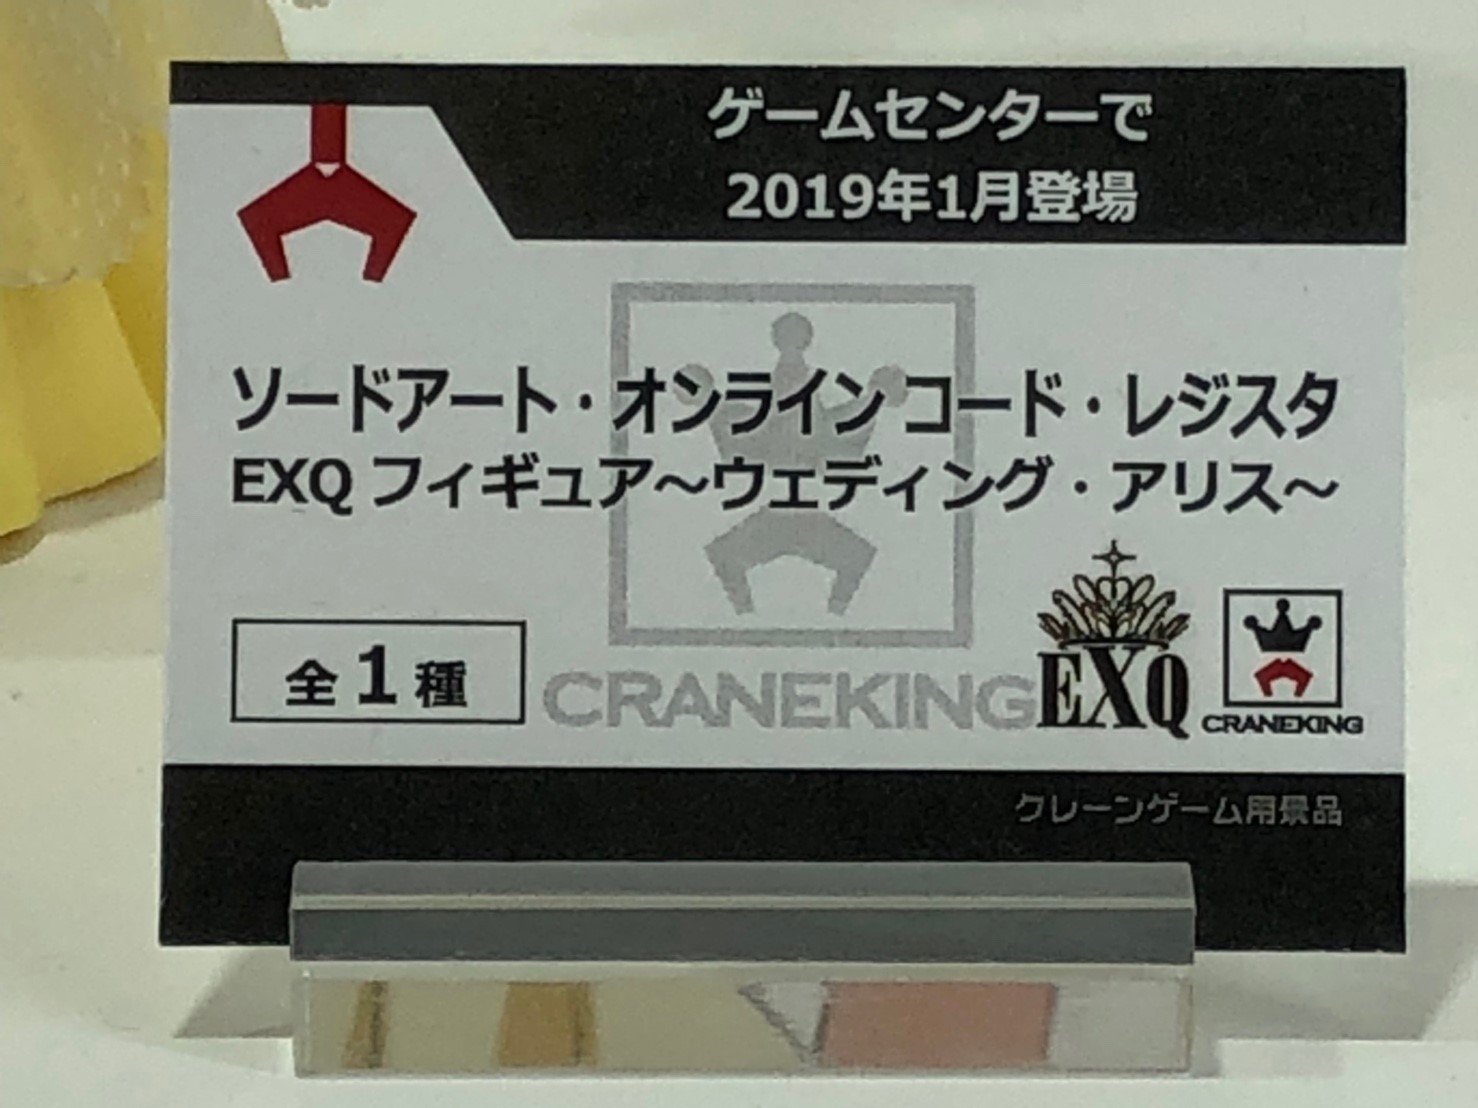 ゲームセンターで
2019年1月登場
ソードアート・オンライン コード・レジスタ
EXQ フィギュア～ウェディング・アリス～
全1種
CRANEKING
EXQ
CRANEKING
クレーンゲーム用景品